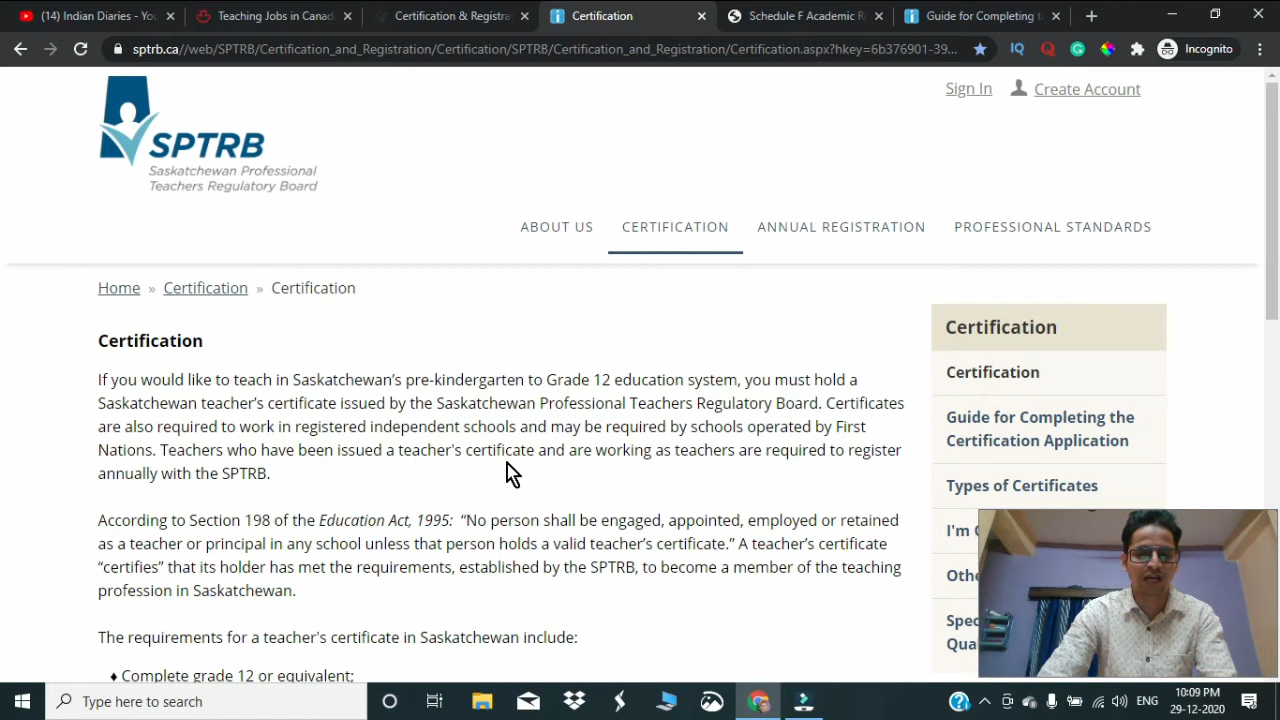 (14) Indian Diaries - You
Teaching Jobs in Canad
Certification & Registra
Certification
Schedule F Academic R
Guide for Completing th
sptrb.ca//web/SPTRB/Certification_and_Registration/Certification/SPTRB/Certification_and_Registration/Certification.aspx?hkey=6b376901-39...
Incognito
Sign In
Create Account
SPTRB
Saskatchewan Professional
Teachers Regulatory Board
ABOUT US
CERTIFICATION
ANNUAL REGISTRATION
PROFESSIONAL STANDARDS
Home » Certification » Certification
Certification
If you would like to teach in Saskatchewan's pre-kindergarten to Grade 12 education system, you must hold a
Saskatchewan teacher's certificate issued by the Saskatchewan Professional Teachers Regulatory Board. Certificates
are also required to work in registered independent schools and may be required by schools operated by First
Nations. Teachers who have been issued a teacher's certificate and are working as teachers are required to register
annually with the SPTRB.
According to Section 198 of the Education Act, 1995: “No person shall be engaged, appointed, employed or retained
as a teacher or principal in any school unless that person holds a valid teacher's certificate.” A teacher's certificate
“certifies” that its holder has met the requirements, established by the SPTRB, to become a member of the teaching
profession in Saskatchewan.
The requirements for a teacher's certificate in Saskatchewan include:
♦ Complete grade 12 or equivalent;
Certification
Certification
Guide for Completing the
Certification Application
Types of Certificates
I'm
Othe
Spec
Qua
Type here to search
ENG
10:09 PM
29-12-2020